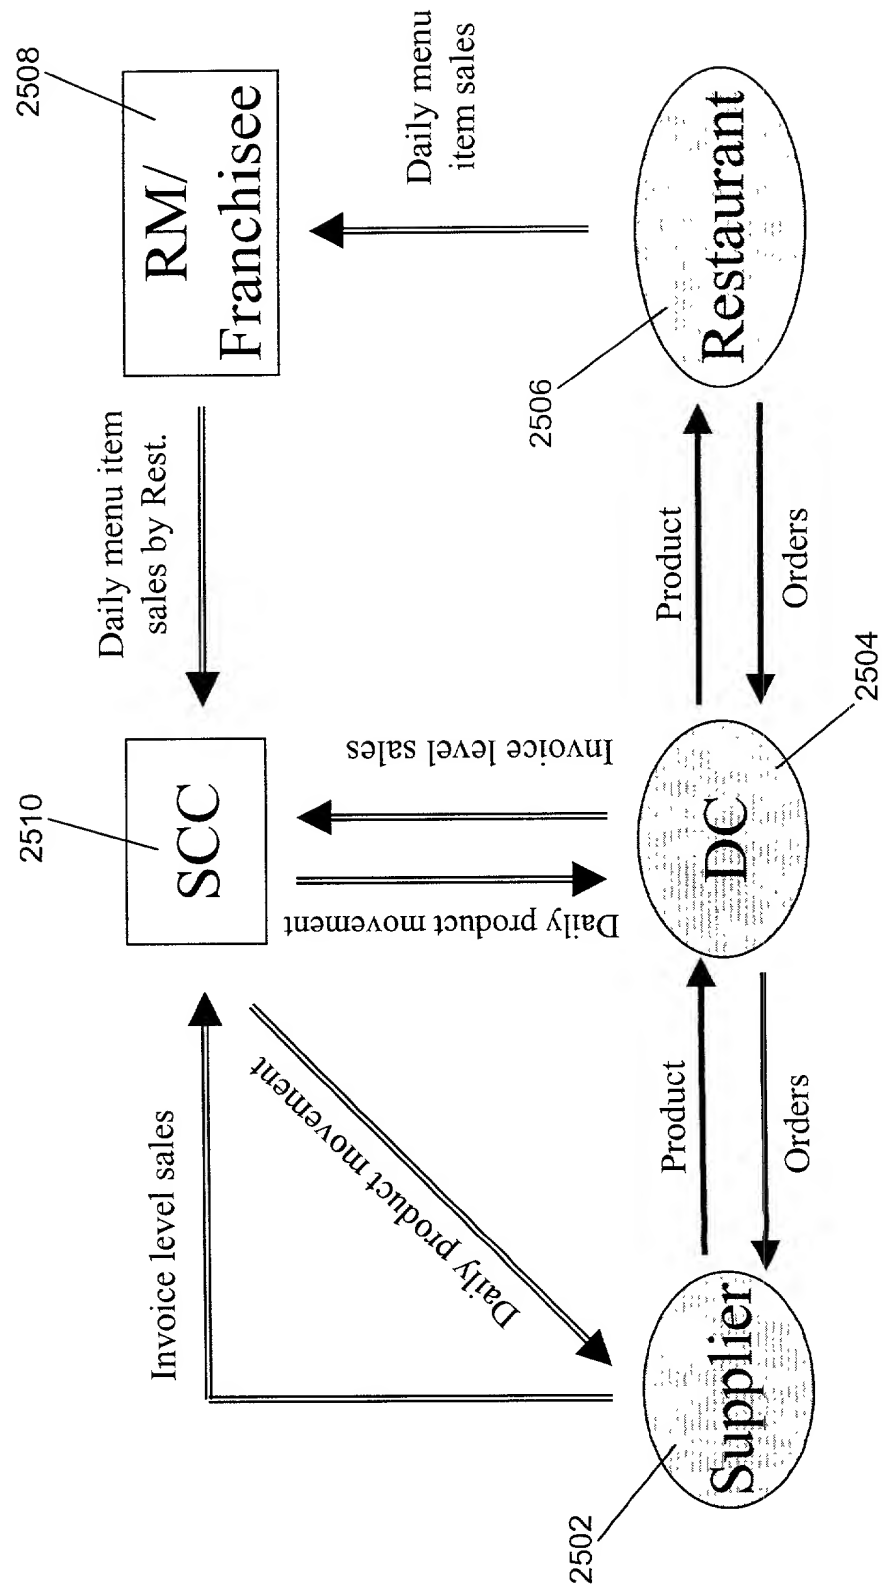 2510
2508
SCC
RM/
Franchisee
Daily menu item
sales by Rest.
Invoice level sales
Daily product movement
Daily product movement
Invoice level sales
Daily menu
item sales
2502
Supplier
Product
Orders
DC
2504
Product
Orders
2506
Restaurant